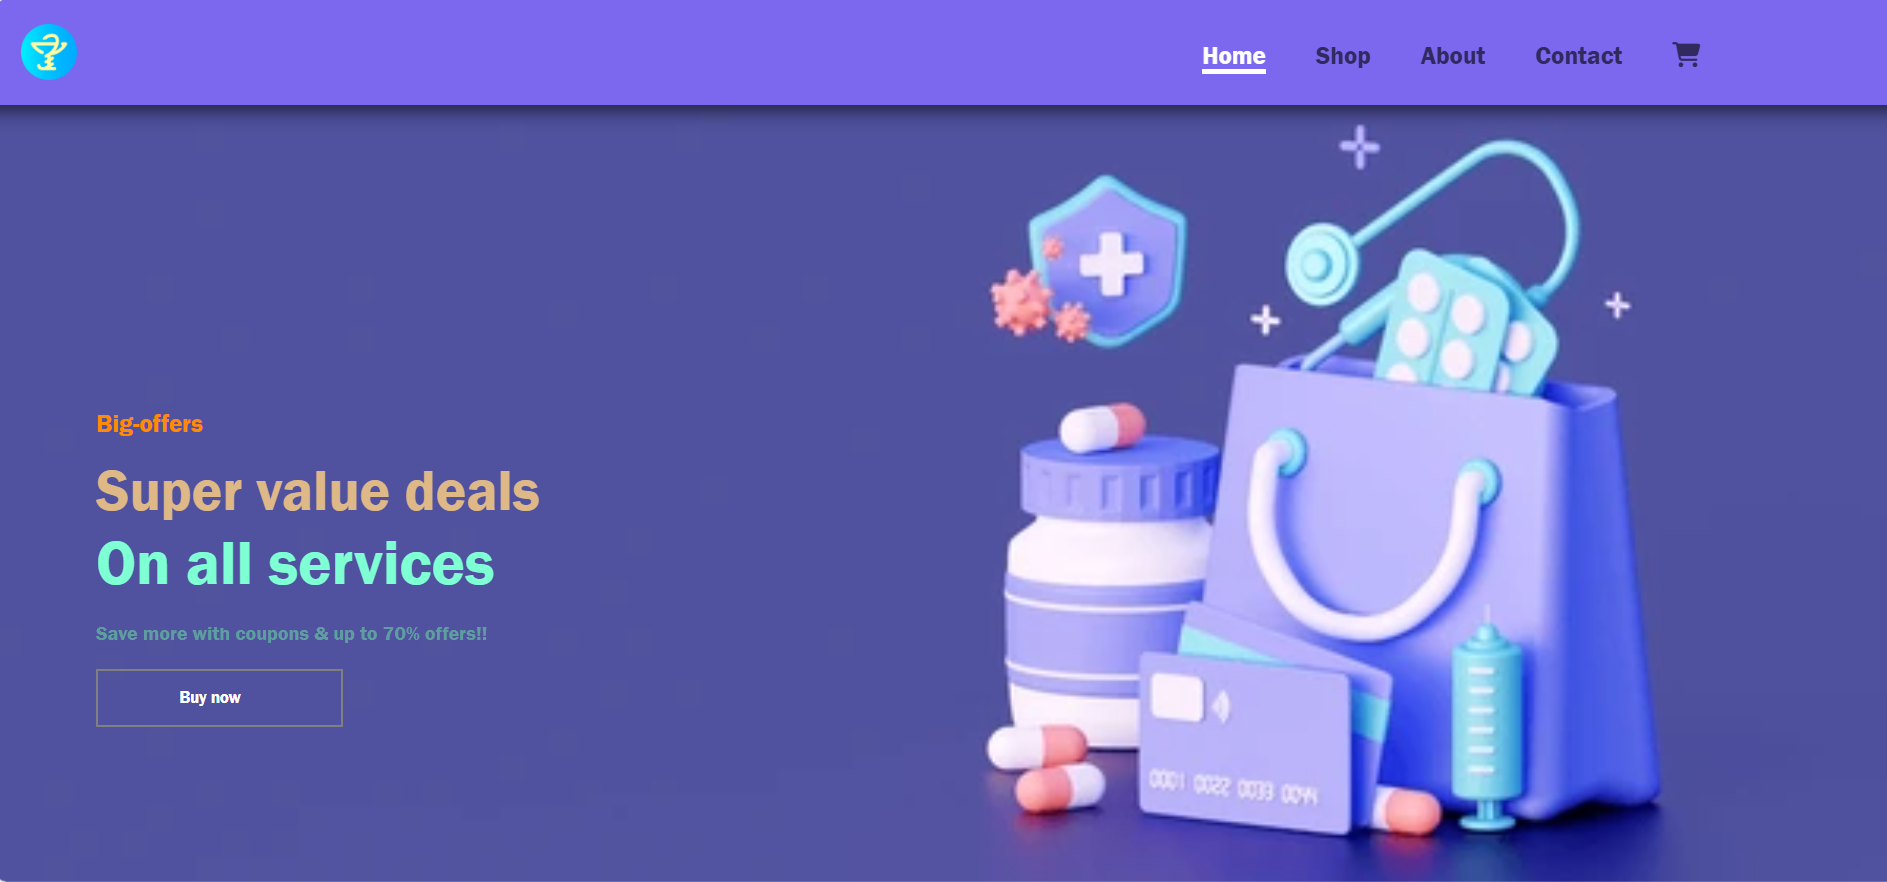 Home Shop About Contact
Big-offers
Super value deals
On all services
Save more with coupons & up to 70% offers!!
Buy now
0001 0022 0033 0044